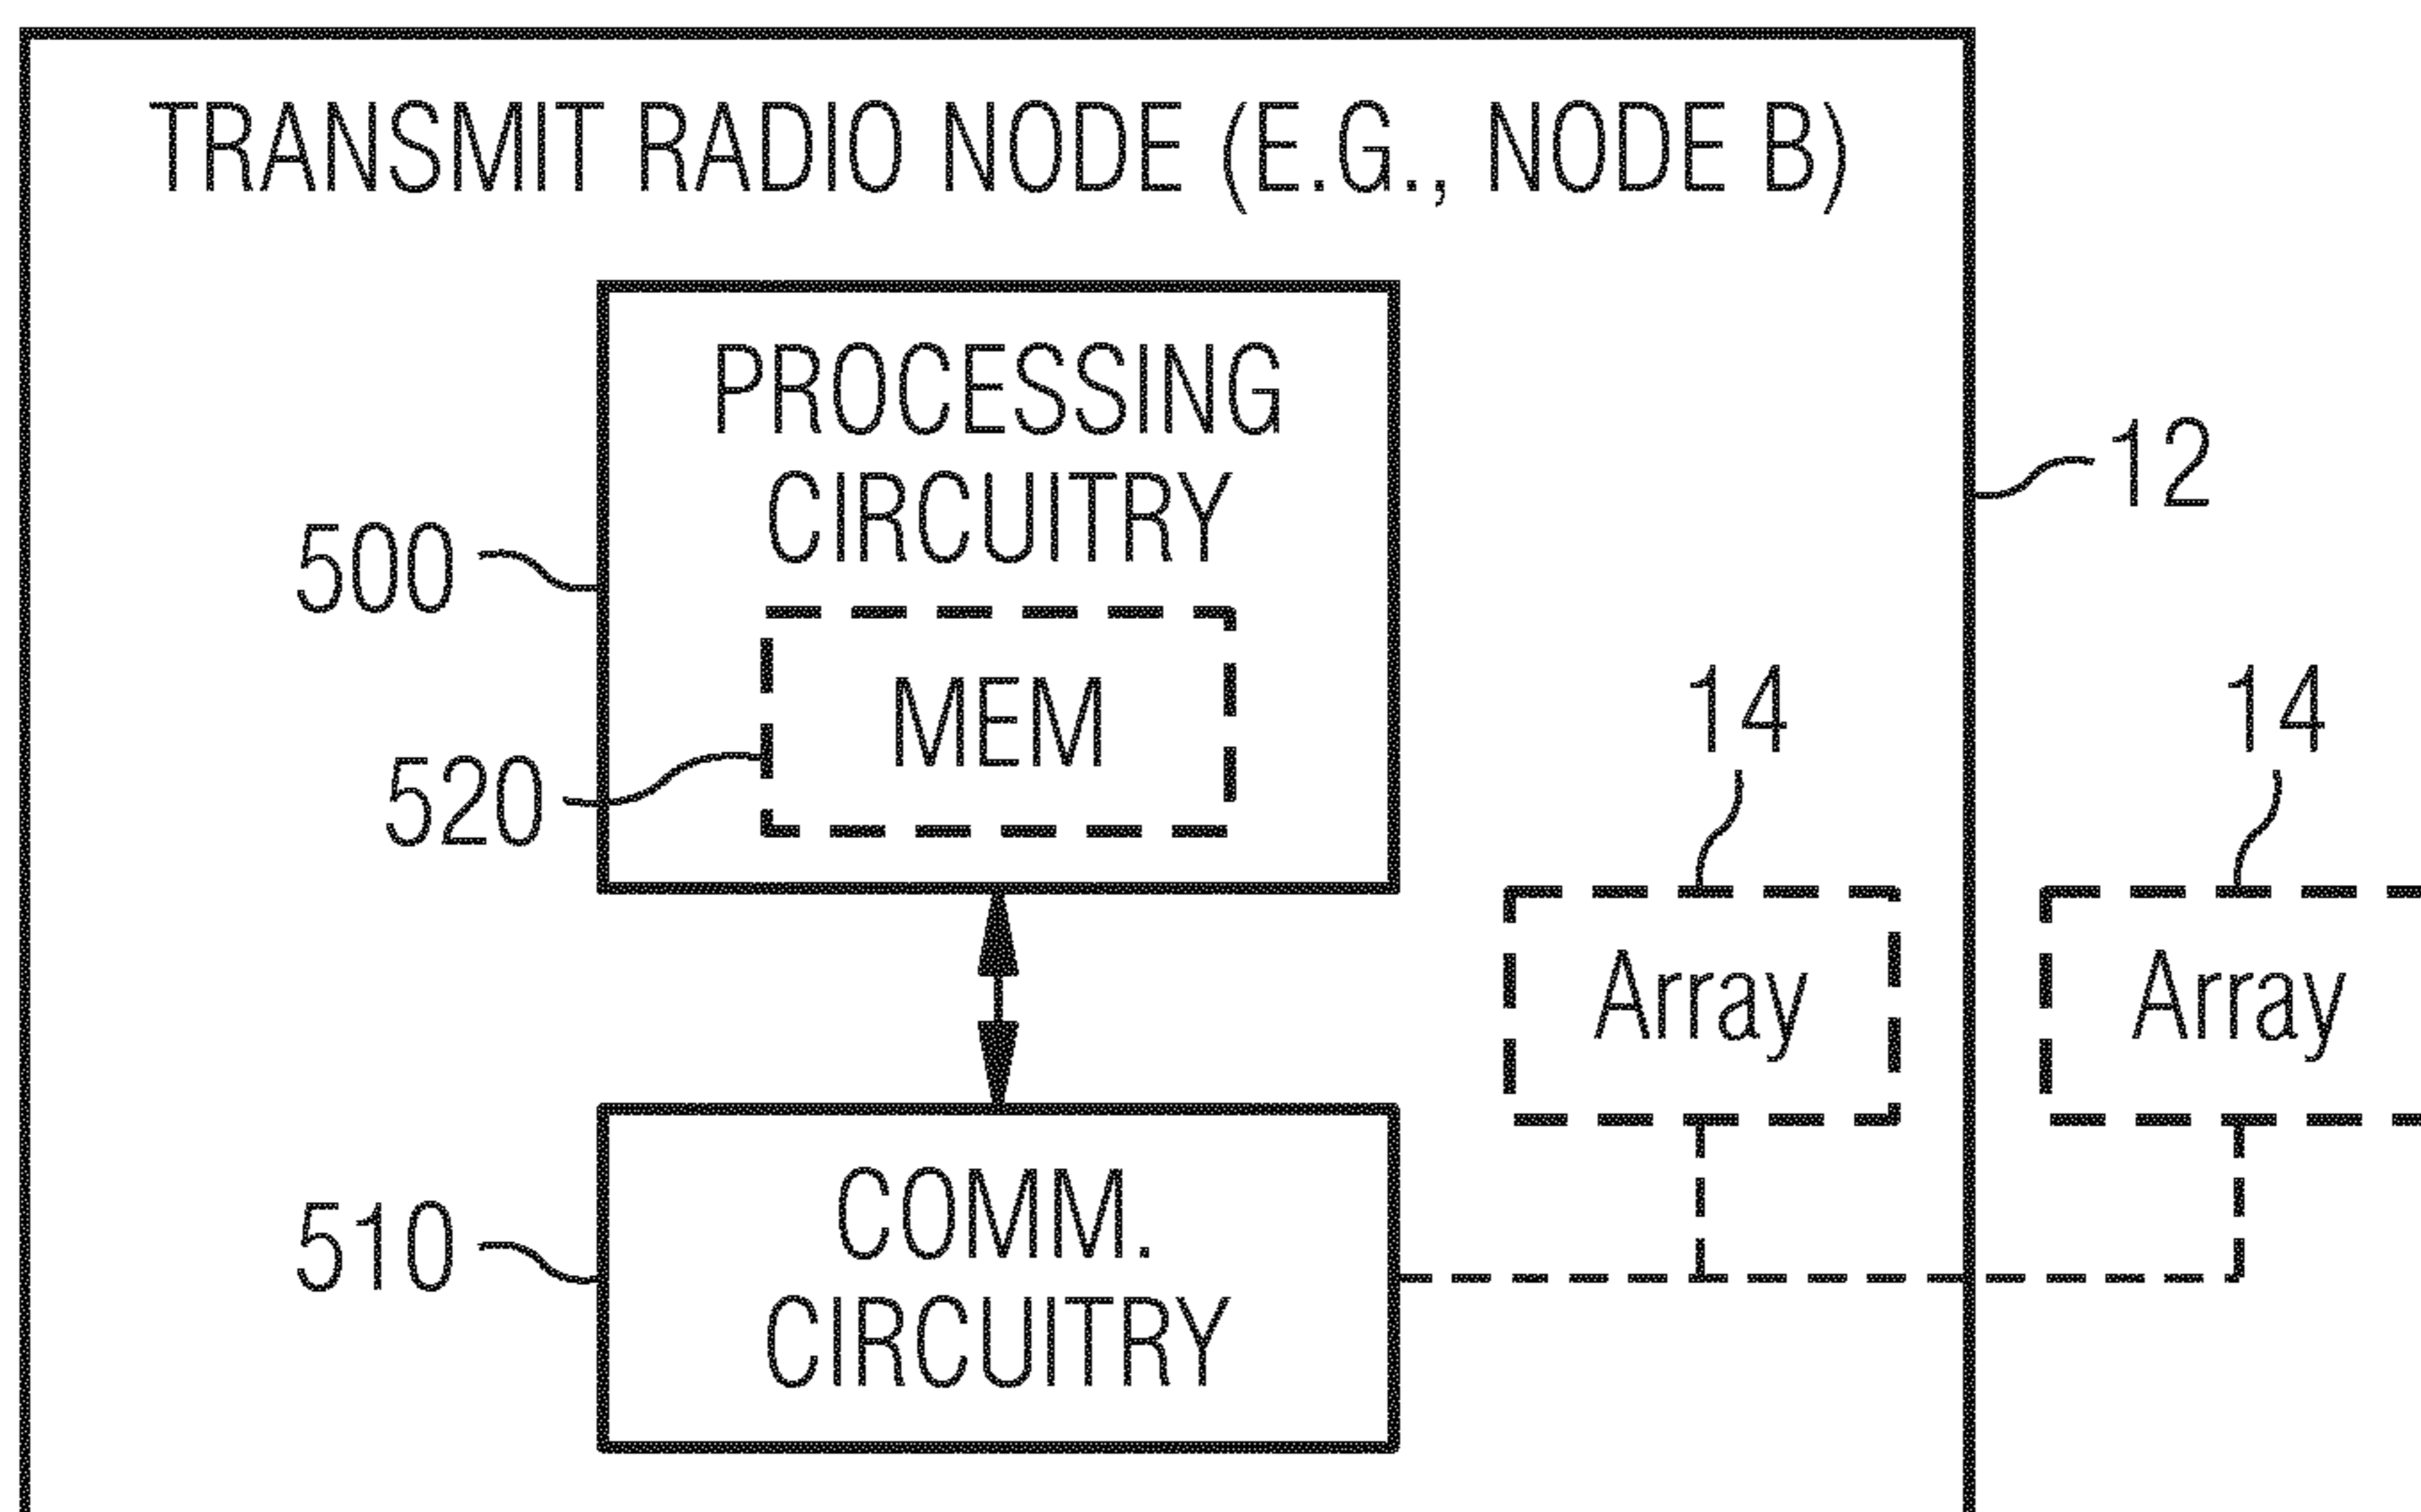 TRANSMIT RADIO NODE (E.G., NODE B)
PROCESSING
CIRCUITRY
12
500
MEM
520
14
14
Array
Array
COMM.
510
CIRCUITRY